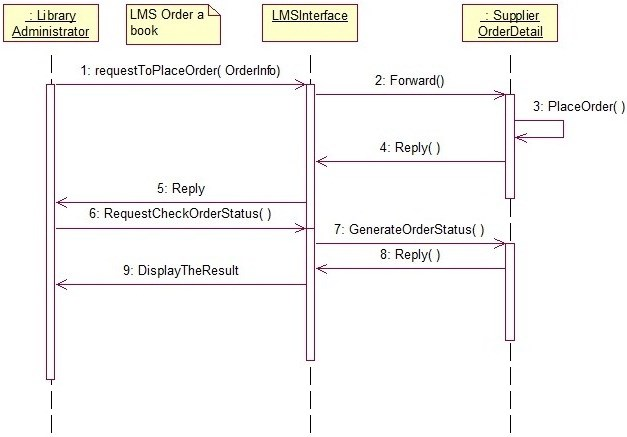 : Library
Administrator
LMS Order a
book
LMSInterface
: Supplier
OrderDetail
1: requestToPlaceOrder( OrderInfo)
2: Forward()
3: PlaceOrder( )
4: Reply( )
5: Reply
6: RequestCheckOrderStatus( )
7: GenerateOrderStatus( )
8: Reply( )
9: DisplayTheResult